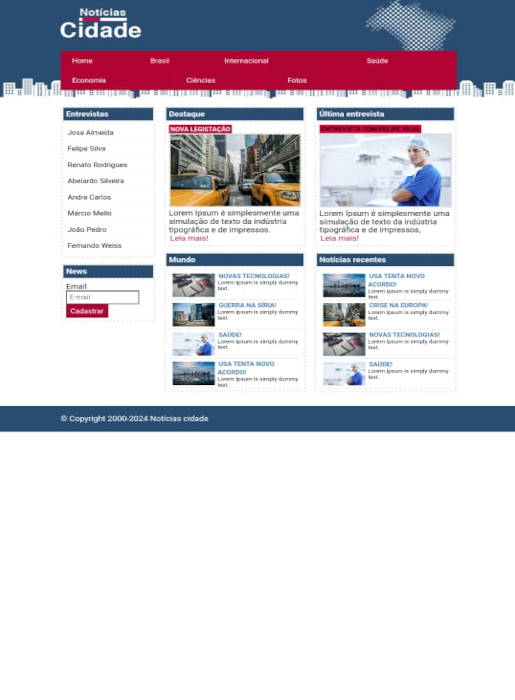 Notícias
Cidade
Home
Brasil
Internacional
Saúde
Economia
Ciências
Fotos
Entrevistas
Jose Almeida
Felipe Silva
Renato Rodrigues
Abelardo Silveira
Andre Carlos
Márcio Mello
João Pedro
Fernando Weiss
News
Email
E-mail
Cadastrar
Destaque
NOVA LEGISTAÇÃO
Lorem Ipsum é simplesmente uma
simulação de texto da indústria
tipográfica e de impressos.
Leia mais!
Última entrevista
ENTREVISTA COM FELIPE SILVA
Lorem Ipsum é simplesmente uma
simulação de texto da indústria
tipográfica e de impressos,
Leia mais!
Mundo
NOVAS TECNOLOGIAS!
Lorem Ipsum is simply dummy
text.
GUERRA NA SÍRIA!
Lorem Ipsum is simply dummy
text.
SAÚDE!
Lorem Ipsum is simply dummy
text.
USA TENTA NOVO
ACORDO!
Lorem Ipsum is simply dummy
text.
Notícias recentes
USA TENTA NOVO
ACORDO!
Lorem Ipsum is simply dummy
text.
CRISE NA EUROPA!
Lorem Ipsum is simply dummy
text.
NOVAS TECNOLOGIAS!
Lorem Ipsum is simply dummy
text.
SAÚDE!
Lorem Ipsum is simply dummy
text.
© Copyright 2000-2024 Notícias cidade